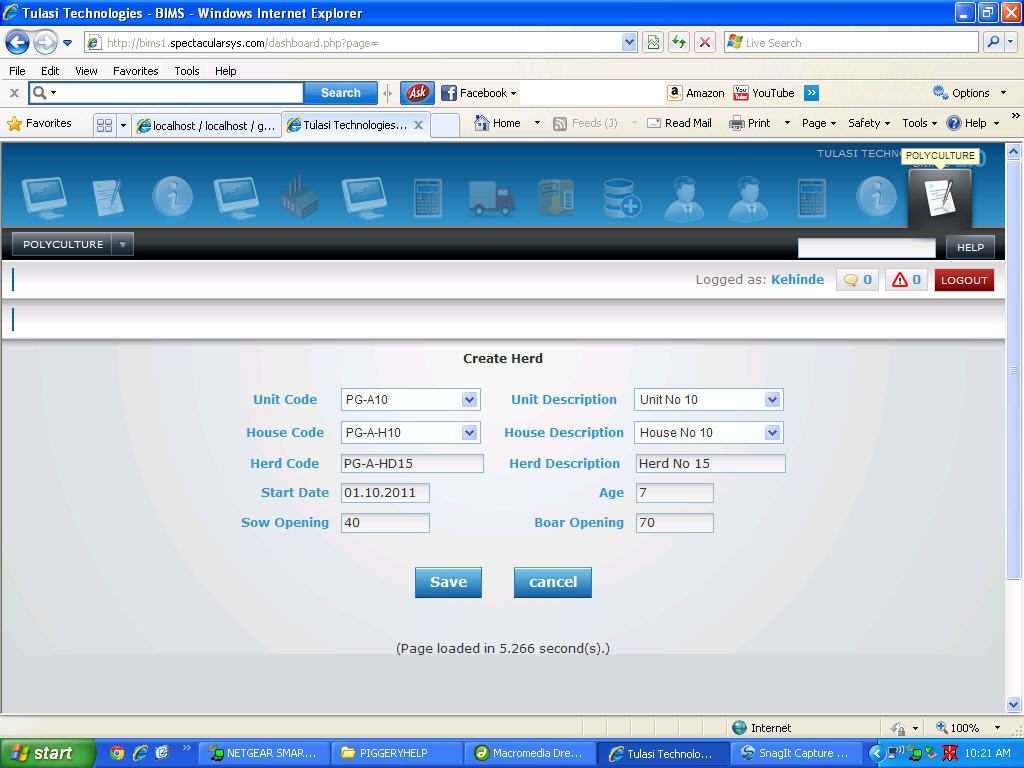 Tulasi Technologies - BIMS - Windows Internet Explorer
http://bims1.spectacularsys.com/dashboard.php?page=
Live Search
File Edit View Favorites Tools Help
Search Ask Facebook Amazon YouTube Options
Favorites localhost / localhost / g... Tulasi Technologies... Home Feeds (J) Read Mail Print Page Safety Tools Help
TULASI TECHN
POLYCULTURE
POLYCULTURE HELP
Logged as: Kehinde 0 0 LOGOUT
Create Herd
Unit Code PG-A10 Unit Description Unit No 10
House Code PG-A-H10 House Description House No 10
Herd Code PG-A-HD15 Herd Description Herd No 15
Start Date 01.10.2011 Age 7
Sow Opening 40 Boar Opening 70
Save cancel
(Page loaded in 5.266 second(s).)
Internet 100%
start NETGEAR SMAR... PIGGERYHELP Macromedia Dre... Tulasi Technolo... SnagIt Capture ... 10:21 AM